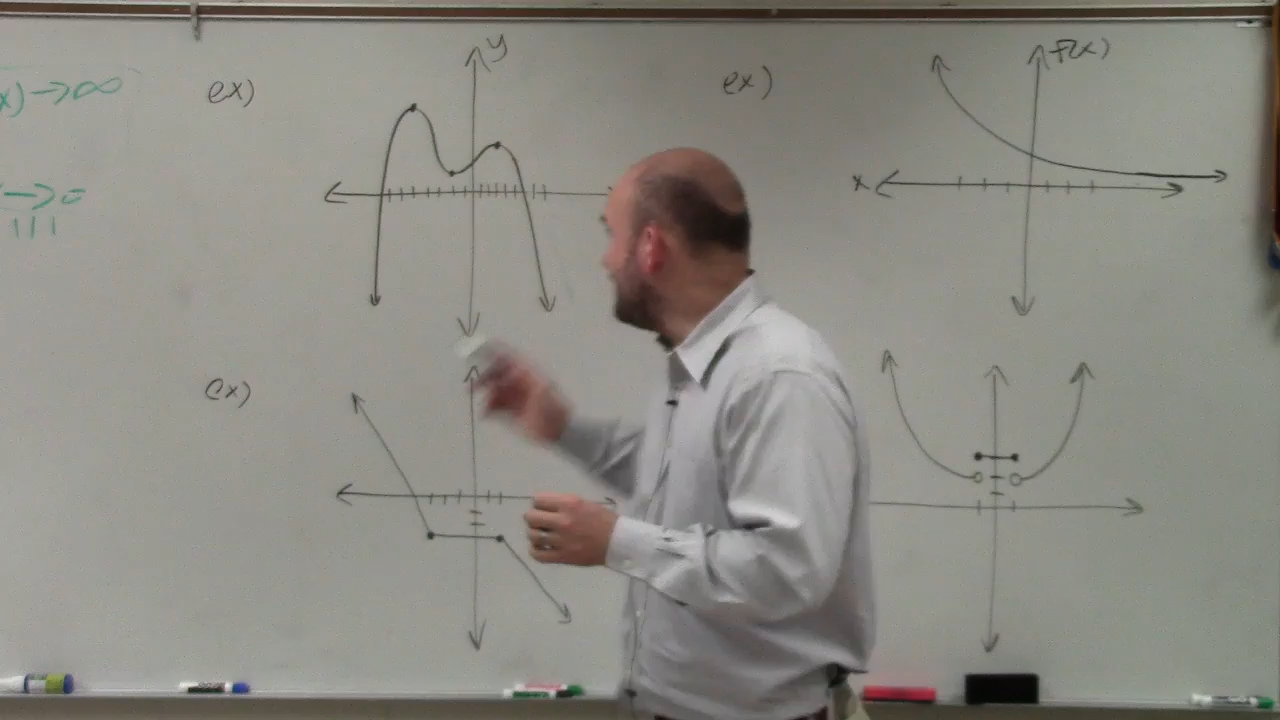 x) → ∞
→ 0
ex)
y
ex)
f(x)
x
ex)